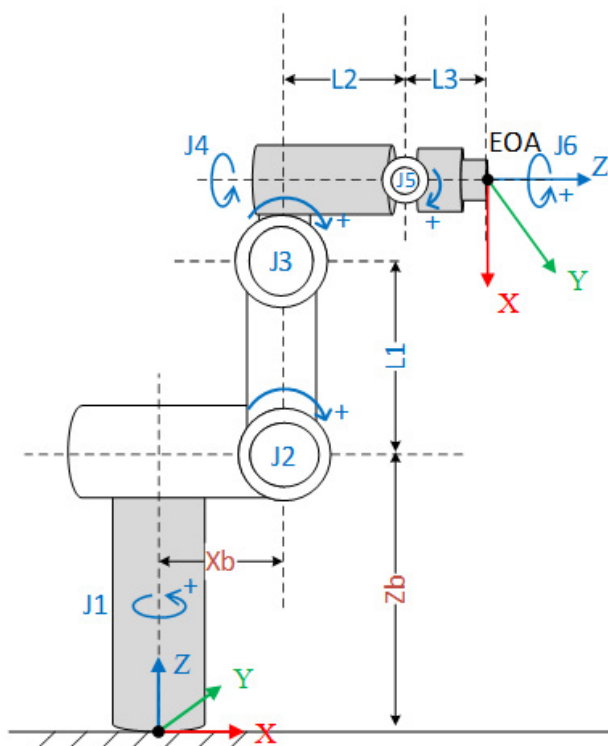 L2
L3
EOA
J4
J5
J6
Z
+
+
+
+
J3
Y
X
L1
+
J2
Xb
Zb
+
J1
Z
Y
X